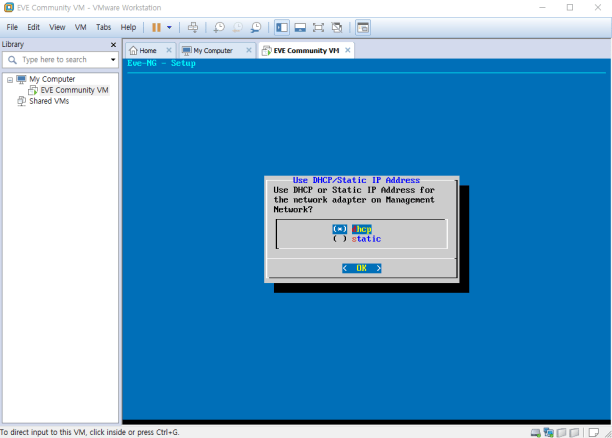 EVE Community VM - VMware Workstation
File Edit View VM Tabs Help
Library
Type here to search
My Computer
EVE Community VM
Shared VMs
Home
My Computer
EVE Community VM
Eve-NG - Setup
Use DHCP/Static IP Address
Use DHCP or Static IP Address for
the network adapter on Management
Network?
(*) dhcp
( ) static
< OK >
To direct input to this VM, click inside or press Ctrl+G.